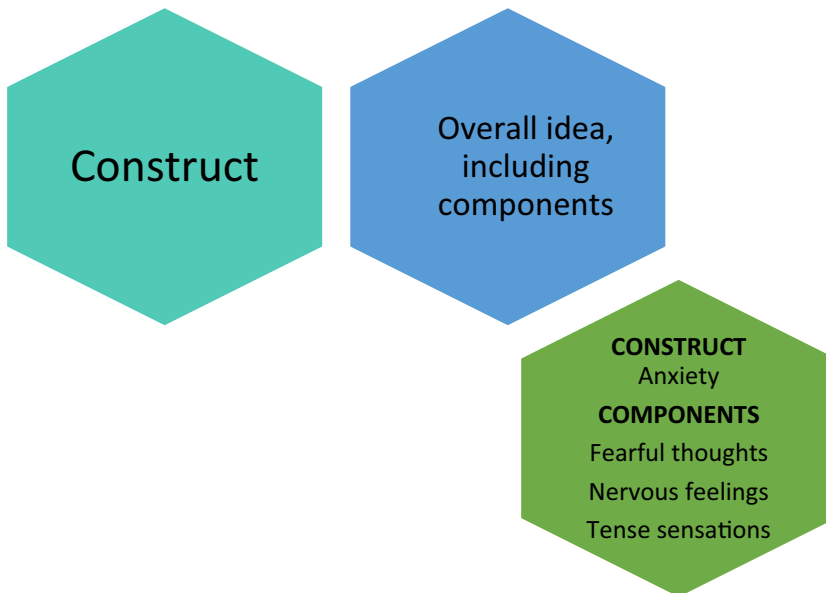 Construct
Overall idea,
including
components
CONSTRUCT
Anxiety
COMPONENTS
Fearful thoughts
Nervous feelings
Tense sensations